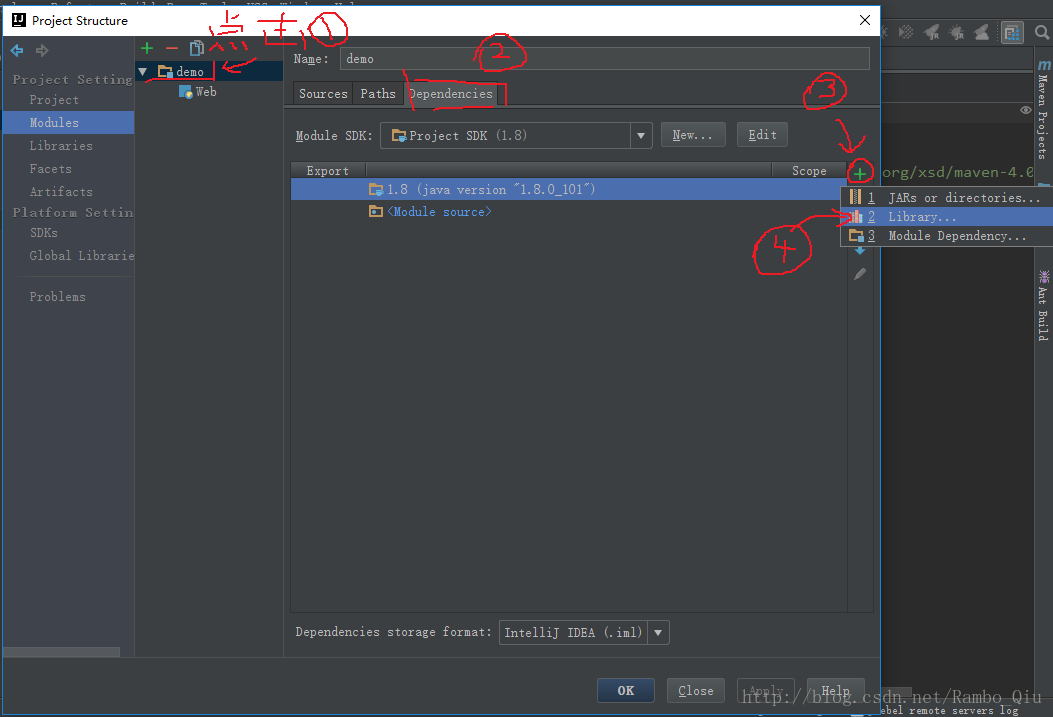 Project Structure
点击 1
Project Setting
Project
Modules
Libraries
Facets
Artifacts
Platform Settin
SDKs
Global Librarie
Problems
demo
Web
Name: demo
2
Sources Paths Dependencies
3
Module SDK: Project SDK (1.8) New... Edit
Export Scope
1.8 (java version "1.8.0_101")
<Module source>
1 JARs or directories...
2 Library...
3 Module Dependency...
4
Dependencies storage format: IntelliJ IDEA (.iml)
OK Close Apply Help
org/xsd/maven-4.0
m
Maven Projects
Ant Build
http://blog.csdn.net/Rambo_Qiu
ebel remote servers log